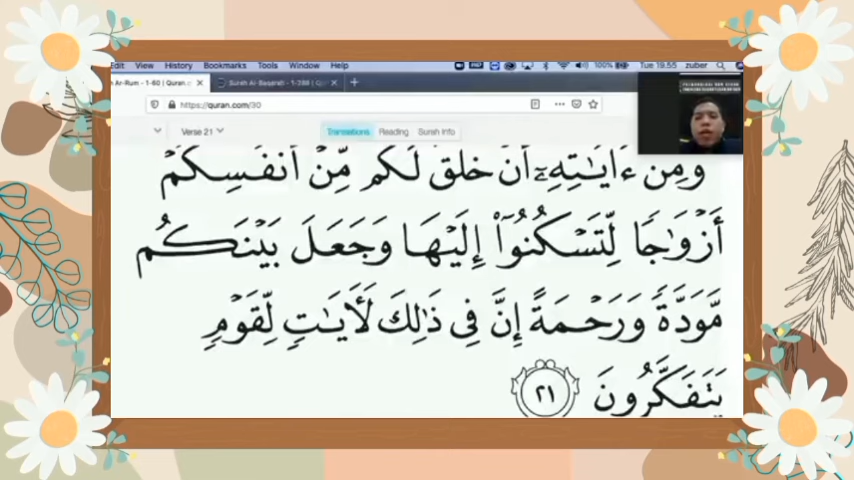 Edit View History Bookmarks Tools Window Help 100% Tue 19.55 zuber
Ar-Rum - 1-60 | Quran Surah Al-Baqarah - 1-286 |
https://quran.com/30
Verse 21 Translations Reading Surah Info
وَمِنْ ءَايَـٰتِهِۦٓ أَنْ خَلَقَ لَكُم مِّنْ أَنفُسِكُمْ
أَزْوَٰجًا لِّتَسْكُنُوٓا۟ إِلَيْهَا وَجَعَلَ بَيْنَكُم
مَّوَدَّةً وَرَحْمَةً إِنَّ فِى ذَٰلِكَ لَـَٔايَـٰتٍ لِّقَوْمٍ
يَتَفَكَّرُونَ ٢١